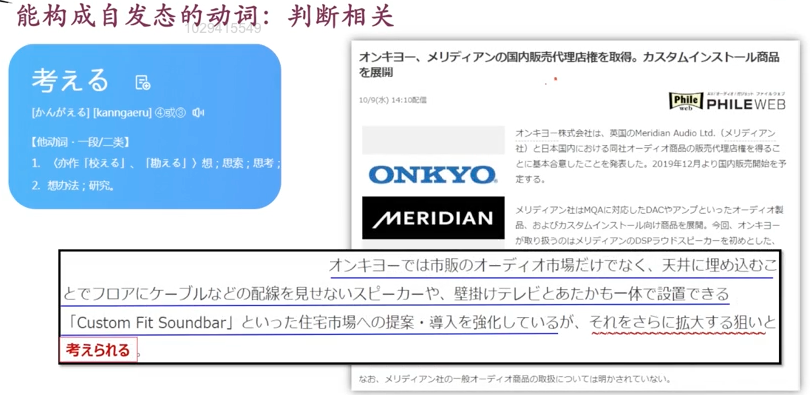 能构成自发态的动词：判断相关
1029415549
考える
[かんがえる] [kanngaeru] ④或③
【他动词・一段/二类】
1. （亦作「校える」、「勘える」）想；思索；思考；
2. 想办法；研究。
オンキヨー、メリディアンの国内販売代理店権を取得。カスタムインストール商品
を展開
10/9(水) 14:10配信
Phile
web
PHILE WEB
ONKYO
MERIDIAN
オンキヨー株式会社は、英国のMeridian Audio Ltd.（メリディアン
社）と日本国内における同社オーディオ商品の販売代理店権を得るこ
とに基本合意したことを発表した。2019年12月より国内販売開始を予
定する。
メリディアン社はMQAに対応したDACやアンプといったオーディオ製
品、およびカスタムインストール向け商品を展開。今回、オンキヨー
が取り扱うのはメリディアンのDSPラウドスピーカーを初めとした、
オンキヨーでは市販のオーディオ市場だけでなく、天井に埋め込むこ
とでフロアにケーブルなどの配線を見せないスピーカーや、壁掛けテレビとあたかも一体で設置できる
「Custom Fit Soundbar」といった住宅市場への提案・導入を強化しているが、それをさらに拡大する狙いと
考えられる。
なお、メリディアン社の一般オーディオ商品の取扱については明かされていない。